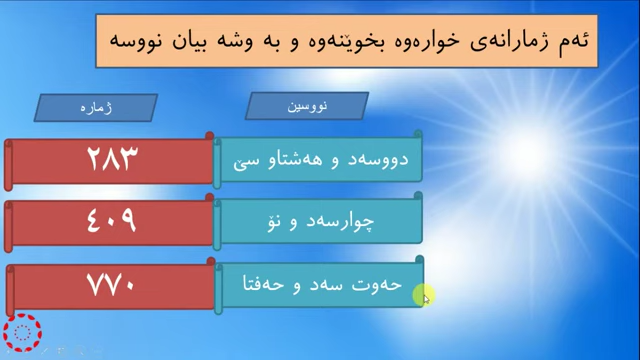 ئەم ژمارانەی خوارەوە بخوێنەوە و بە وشە بیان نووسە
نووسین ژمارە
دووسەد و هەشتاو سێ ٢٨٣
چوارسەد و نۆ ٤٠٩
حەوت سەد و حەفتا ٧٧٠